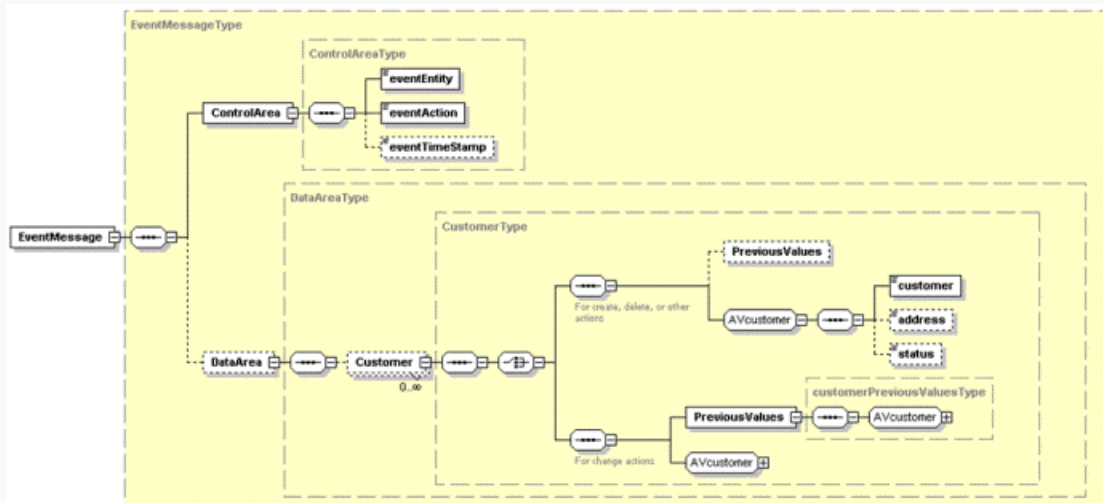 EventMessageType
ControlAreaType
eventEntity
ControlArea
eventAction
eventTimeStamp
DataAreaType
CustomerType
EventMessage
PreviousValues
customer
For create, delete, or other
actions
AVcustomer
address
status
DataArea
Customer
0..∞
customerPreviousValuesType
PreviousValues
AVcustomer
For change actions
AVcustomer